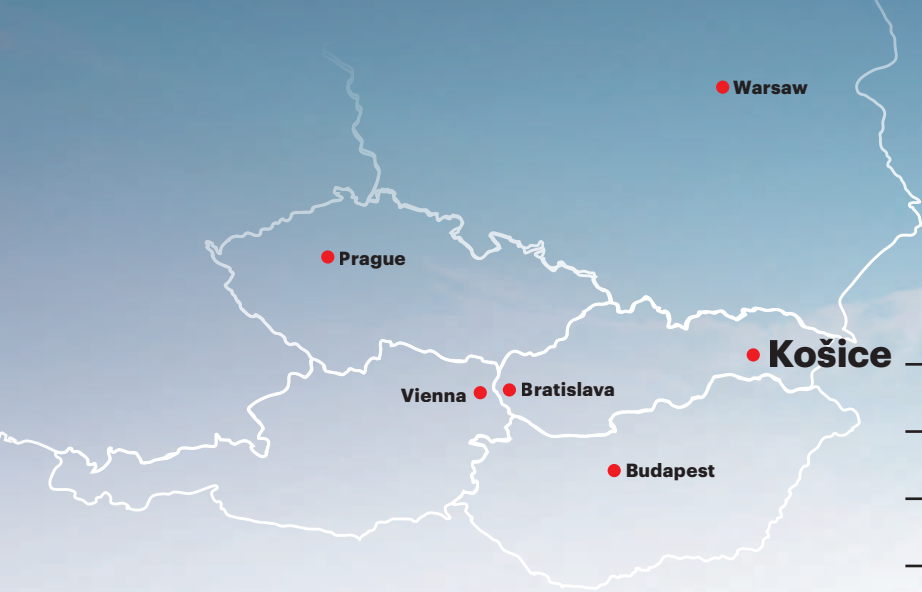 Warsaw
Prague
Košice
Vienna
Bratislava
Budapest